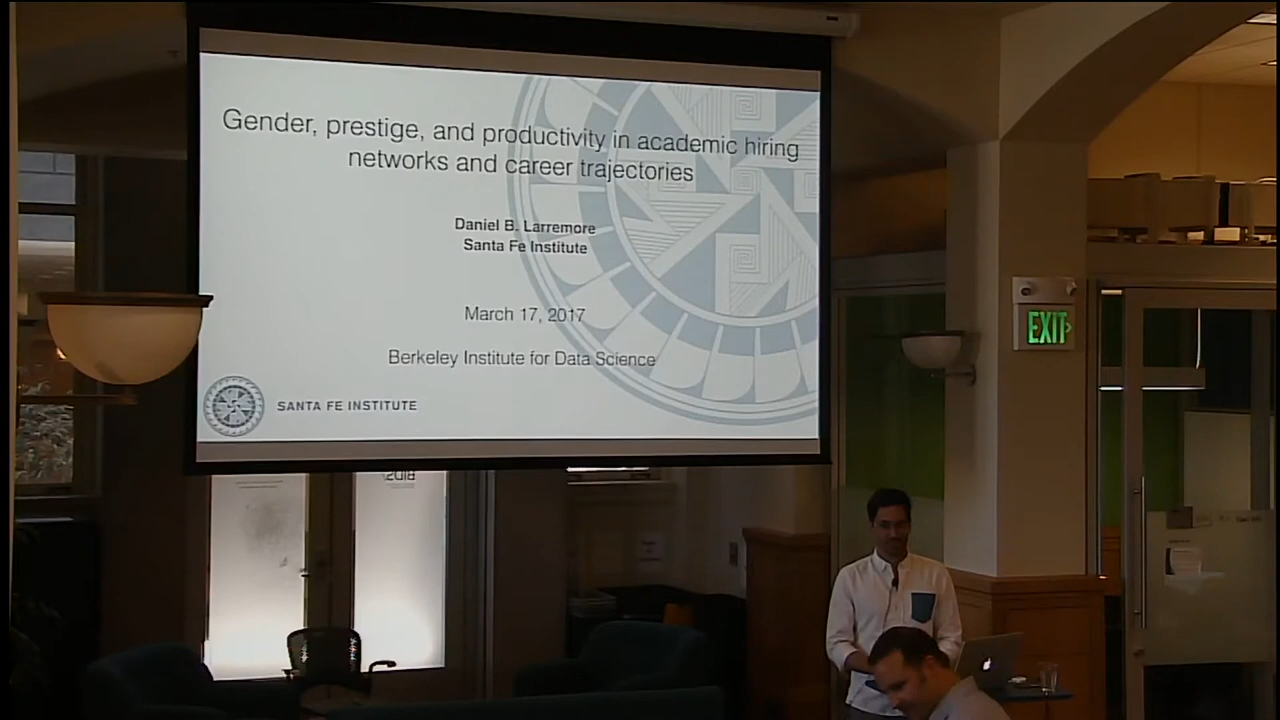 Gender, prestige, and productivity in academic hiring
networks and career trajectories
Daniel B. Larremore
Santa Fe Institute
March 17, 2017
Berkeley Institute for Data Science
SANTA FE INSTITUTE
EXIT
BIDS